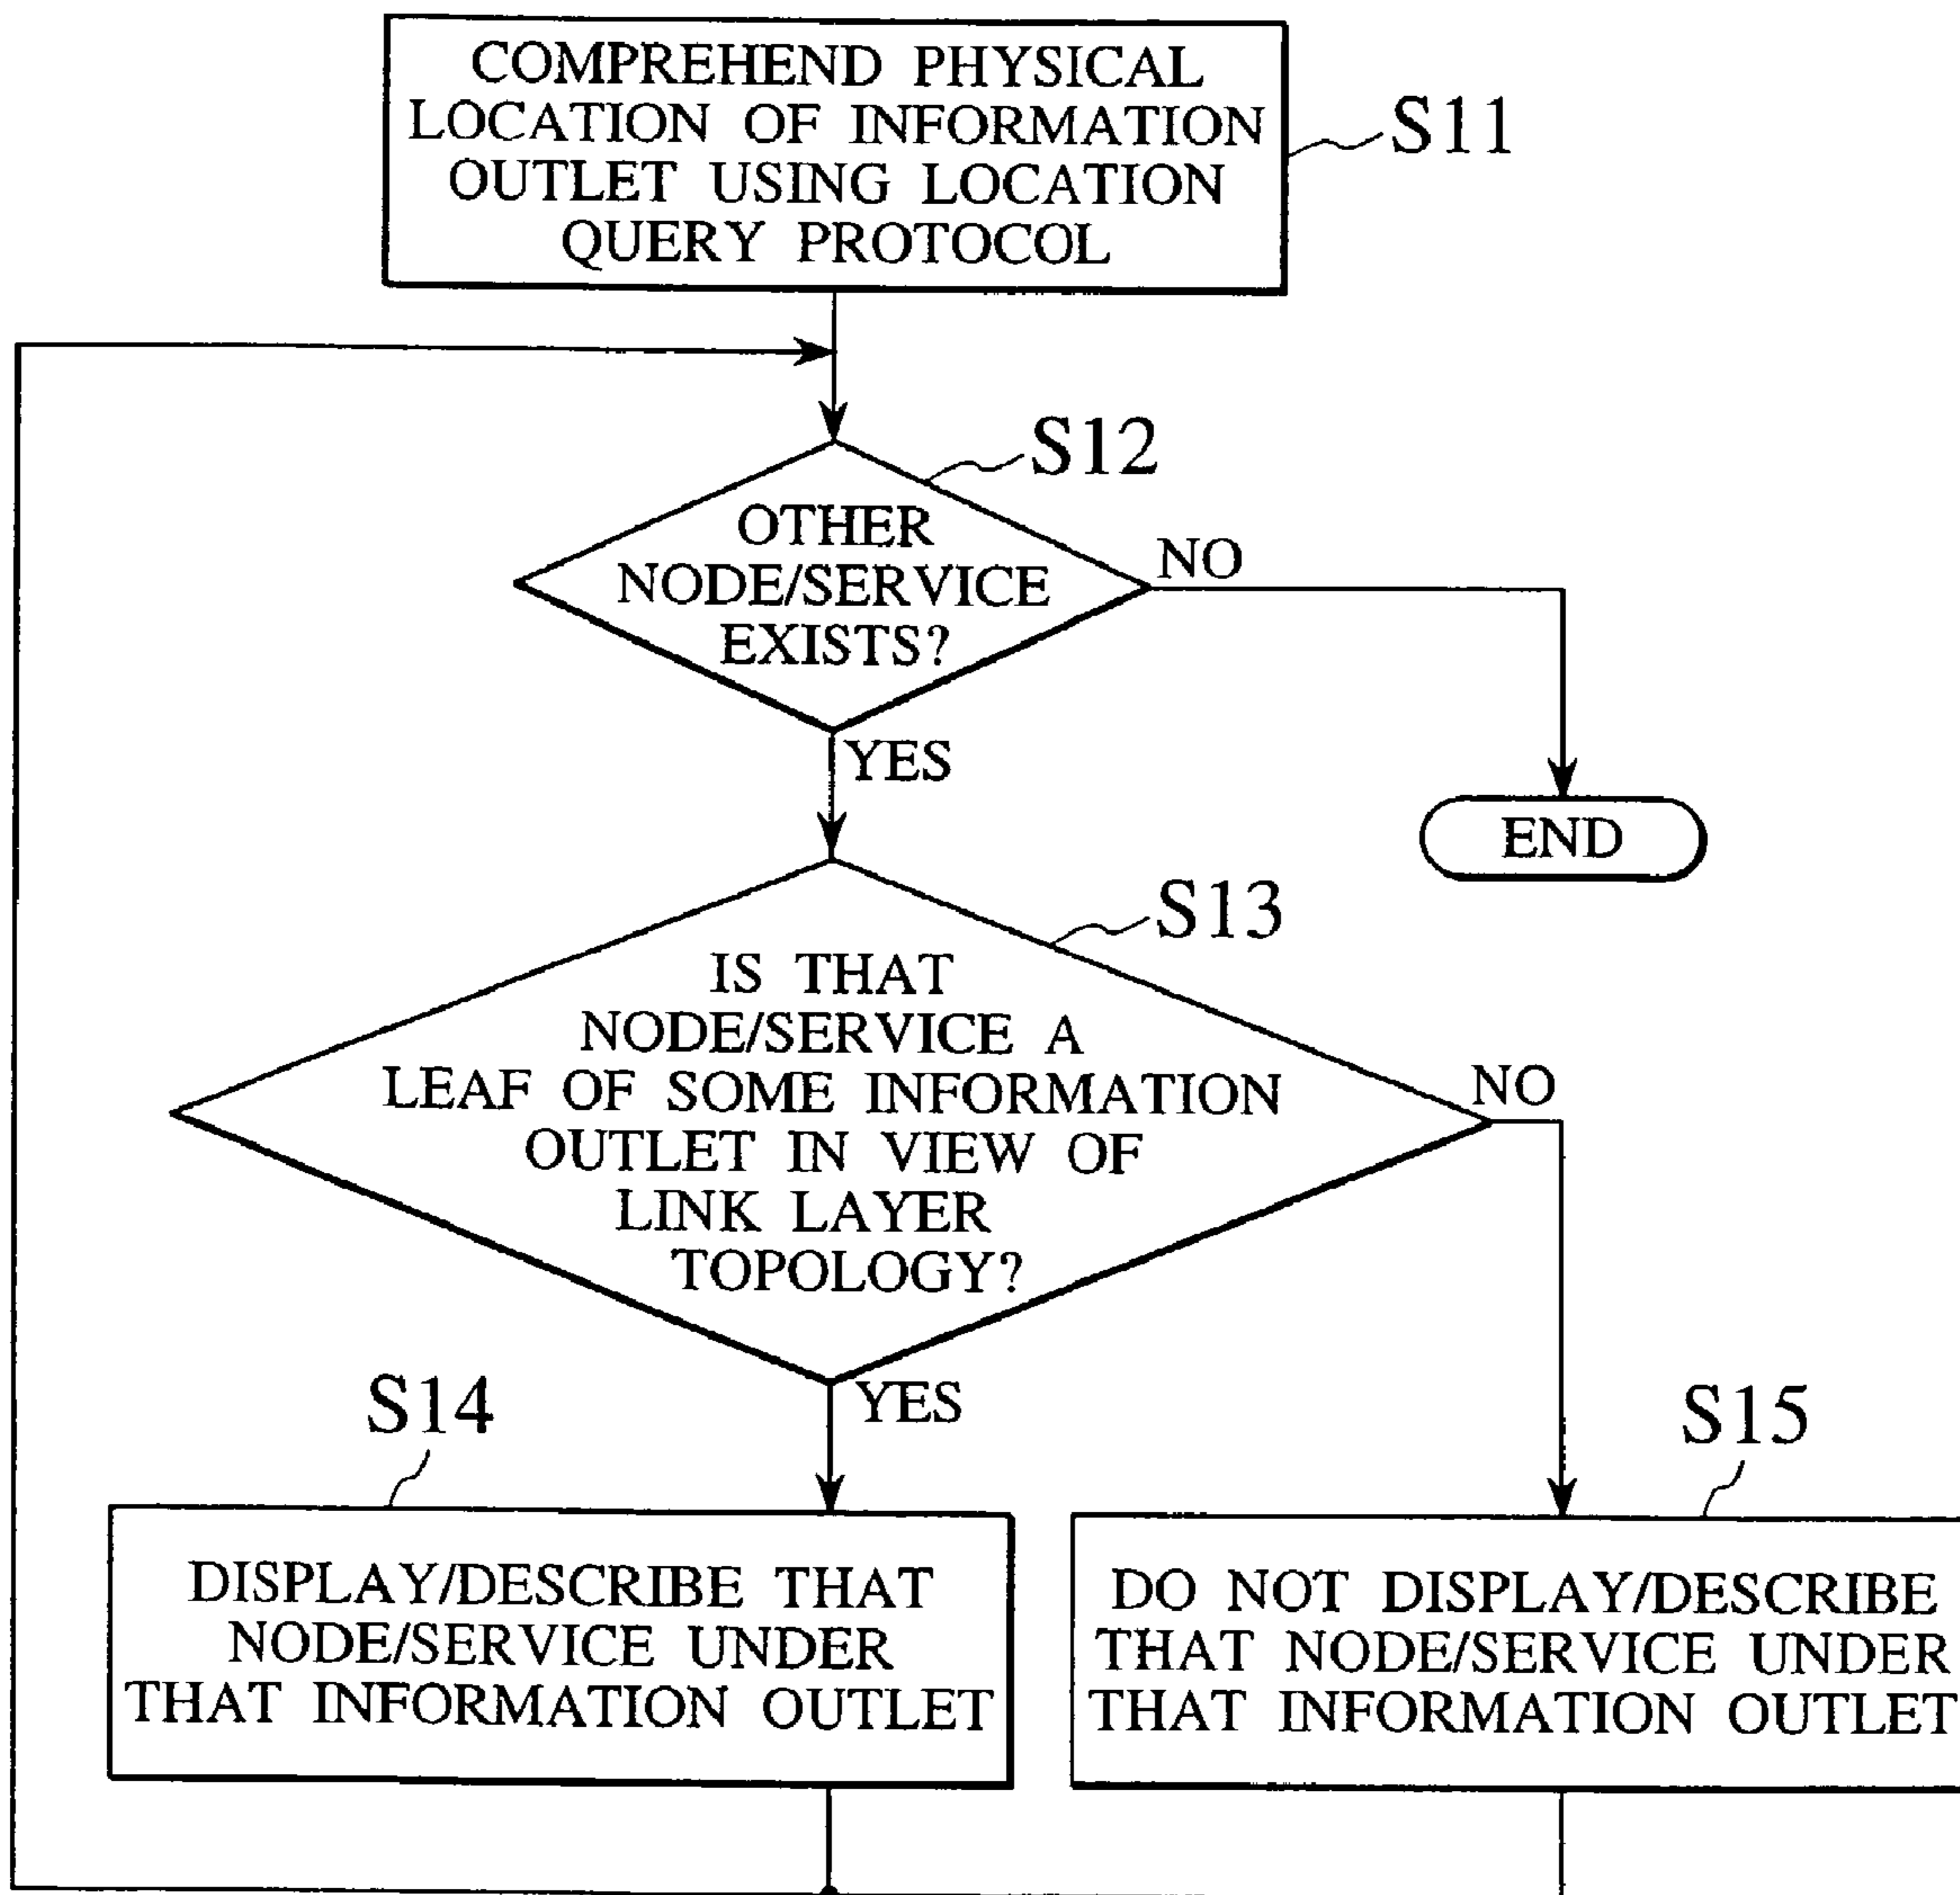 COMPREHEND PHYSICAL
LOCATION OF INFORMATION
OUTLET USING LOCATION
QUERY PROTOCOL
S11
S12
OTHER
NODE/SERVICE
EXISTS?
NO
YES
END
S13
IS THAT
NODE/SERVICE A
LEAF OF SOME INFORMATION
OUTLET IN VIEW OF
LINK LAYER
TOPOLOGY?
NO
YES
S14
DISPLAY/DESCRIBE THAT
NODE/SERVICE UNDER
THAT INFORMATION OUTLET
S15
DO NOT DISPLAY/DESCRIBE
THAT NODE/SERVICE UNDER
THAT INFORMATION OUTLET